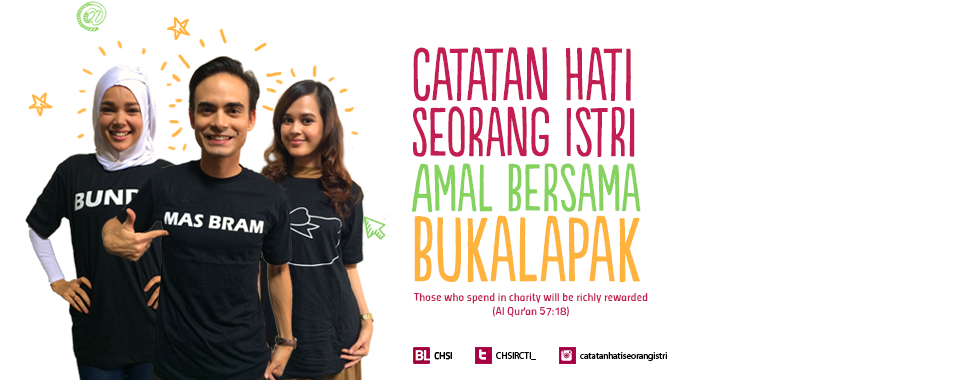 BUND
MAS BRAM
CATATAN HATI
SEORANG ISTRI
AMAL BERSAMA
BUKALAPAK
Those who spend in charity will be richly rewarded
(Al Qur'an 57:18)
BL CHSI
t CHSIRCTI_
catatanhatiseorangistri